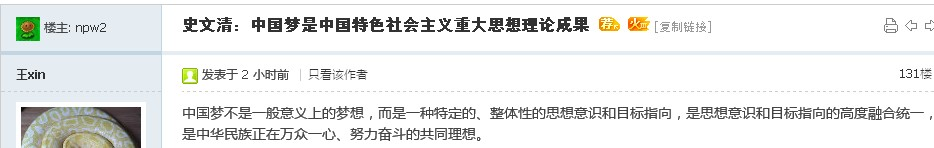 楼主: npw2
史文清：中国梦是中国特色社会主义重大思想理论成果 荐 火 [复制链接]
王xin
发表于 2 小时前 | 只看该作者 131楼
中国梦不是一般意义上的梦想，而是一种特定的、整体性的思想意识和目标指向，是思想意识和目标指向的高度融合统一，
是中华民族正在万众一心、努力奋斗的共同理想。